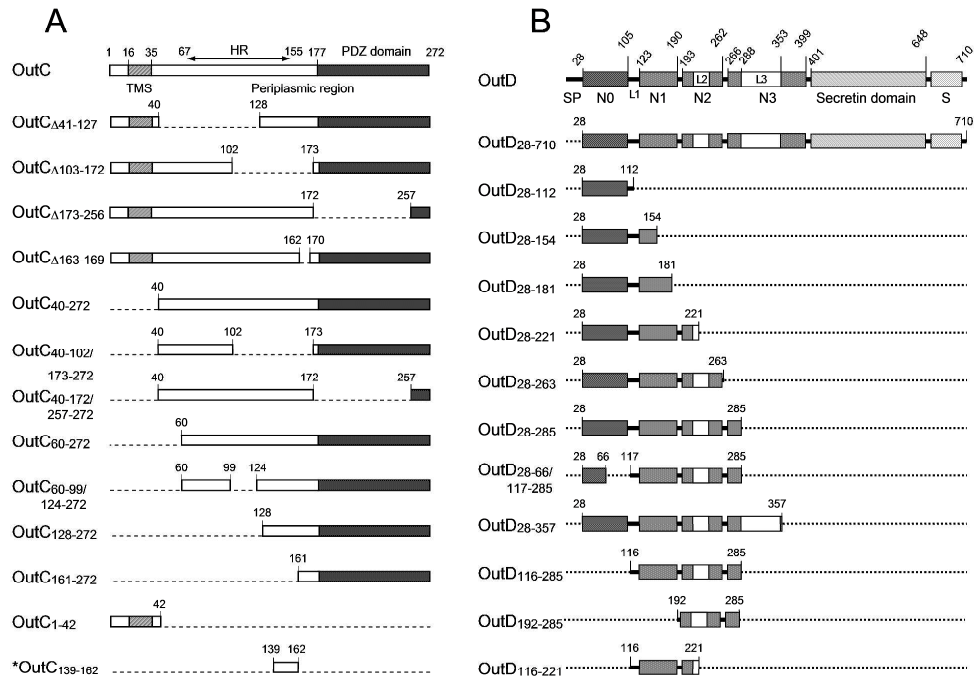 A
1 16 35 67 HR 155 177 PDZ domain 272
OutC
TMS Periplasmic region
40 128
OutCΔ41-127
102 173
OutCΔ103-172
172 257
OutCΔ173-256
162 170
OutCΔ163-169
40
OutC40-272
40 102 173
OutC40-102/
173-272
40 172 257
OutC40-172/
257-272
60
OutC60-272
60 99 124
OutC60-99/
124-272
128
OutC128-272
161
OutC161-272
42
OutC1-42
139 162
*OutC139-162
B
28 105 123 190 193 262 266 288 353 399 401 648 710
OutD L2 L3
SP N0 L1 N1 N2 N3 Secretin domain S
28 710
OutD28-710
28 112
OutD28-112
28 154
OutD28-154
28 181
OutD28-181
28 221
OutD28-221
28 263
OutD28-263
28 285
OutD28-285
28 66 117 285
OutD28-66/
117-285
28 357
OutD28-357
116 285
OutD116-285
192 285
OutD192-285
116 221
OutD116-221